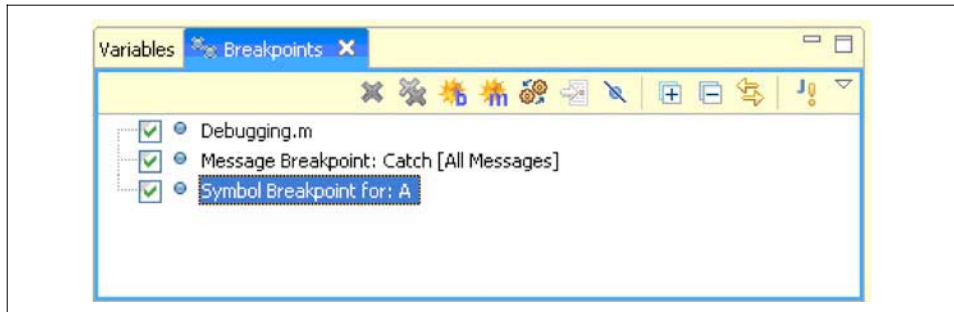 Variables Breakpoints
b m J!
Debugging.m
Message Breakpoint: Catch [All Messages]
Symbol Breakpoint for: A